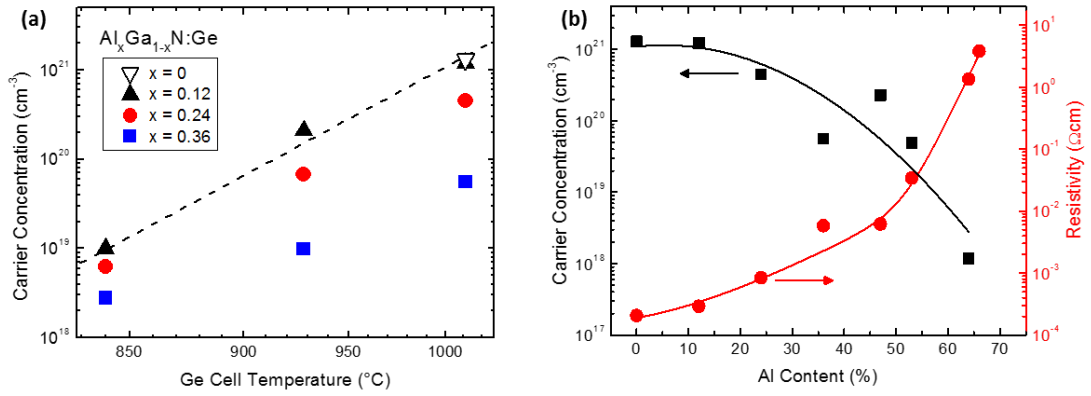 (a)
Al_xGa_{1-x}N:Ge
x = 0
x = 0.12
x = 0.24
x = 0.36
10^21
10^20
10^19
10^18
Carrier Concentration (cm^-3)
850
900
950
1000
Ge Cell Temperature (°C)
(b)
10^21
10^20
10^19
10^18
10^17
Carrier Concentration (cm^-3)
0
10
20
30
40
50
60
70
Al Content (%)
10^1
10^0
10^-1
10^-2
10^-3
10^-4
Resistivity (Ωcm)